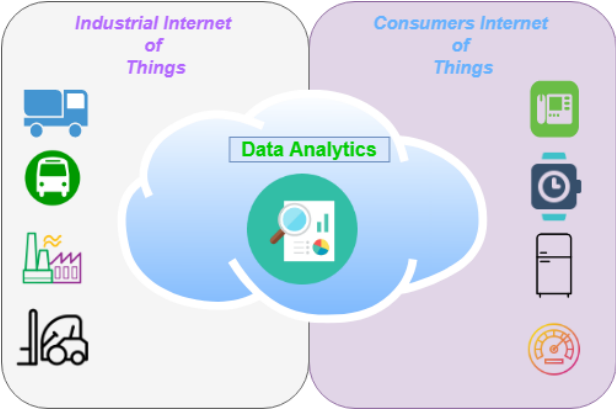 Industrial Internet
of
Things
Consumers Internet
of
Things
Data Analytics